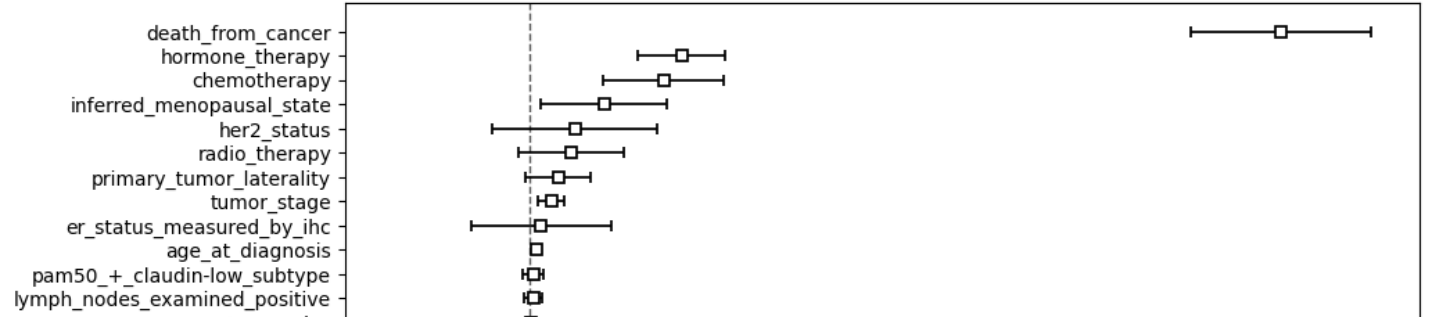 death_from_cancer
hormone_therapy
chemotherapy
inferred_menopausal_state
her2_status
radio_therapy
primary_tumor_laterality
tumor_stage
er_status_measured_by_ihc
age_at_diagnosis
pam50_+_claudin-low_subtype
lymph_nodes_examined_positive